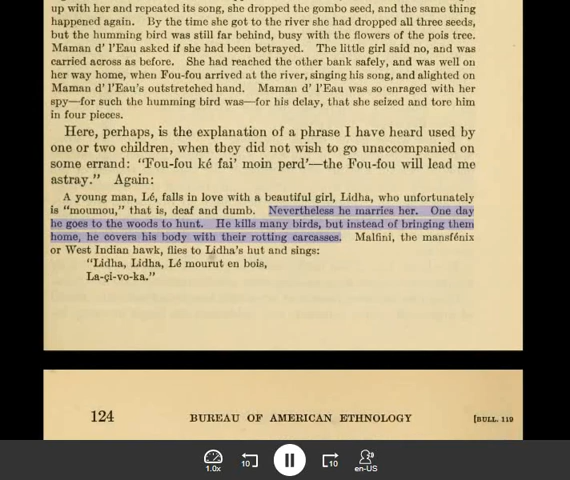 up with her and repeated its song, she dropped the gombo seed, and the same thing
happened again. By the time she got to the river she had dropped all three seeds,
but the humming bird was still far behind, busy with the flowers of the pois tree.
Maman d' l'Eau asked if she had been betrayed. The little girl said no, and was
carried across as before. She had reached the other bank safely, and was well on
her way home, when Fou-fou arrived at the river, singing his song, and alighted on
Maman d' l'Eau's outstretched hand. Maman d' l'Eau was so enraged with her
spy—for such the humming bird was—for his delay, that she seized and tore him
in four pieces.
Here, perhaps, is the explanation of a phrase I have heard used by
one or two children, when they did not wish to go unaccompanied on
some errand: “Fou-fou ké fai' moin perd'—the Fou-fou will lead me
astray.” Again:
A young man, Lé, falls in love with a beautiful girl, Lidha, who unfortunately
is “moumou,” that is, deaf and dumb. Nevertheless he marries her. One day
he goes to the woods to hunt. He kills many birds, but instead of bringing them
home, he covers his body with their rotting carcasses. Malfini, the mansfénix
or West Indian hawk, flies to Lidha's hut and sings:
“Lidha, Lidha, Lé mourut en bois,
La-çi-vo-ka.”
124 BUREAU OF AMERICAN ETHNOLOGY [BULL. 119
1.0x 10 10 en-US